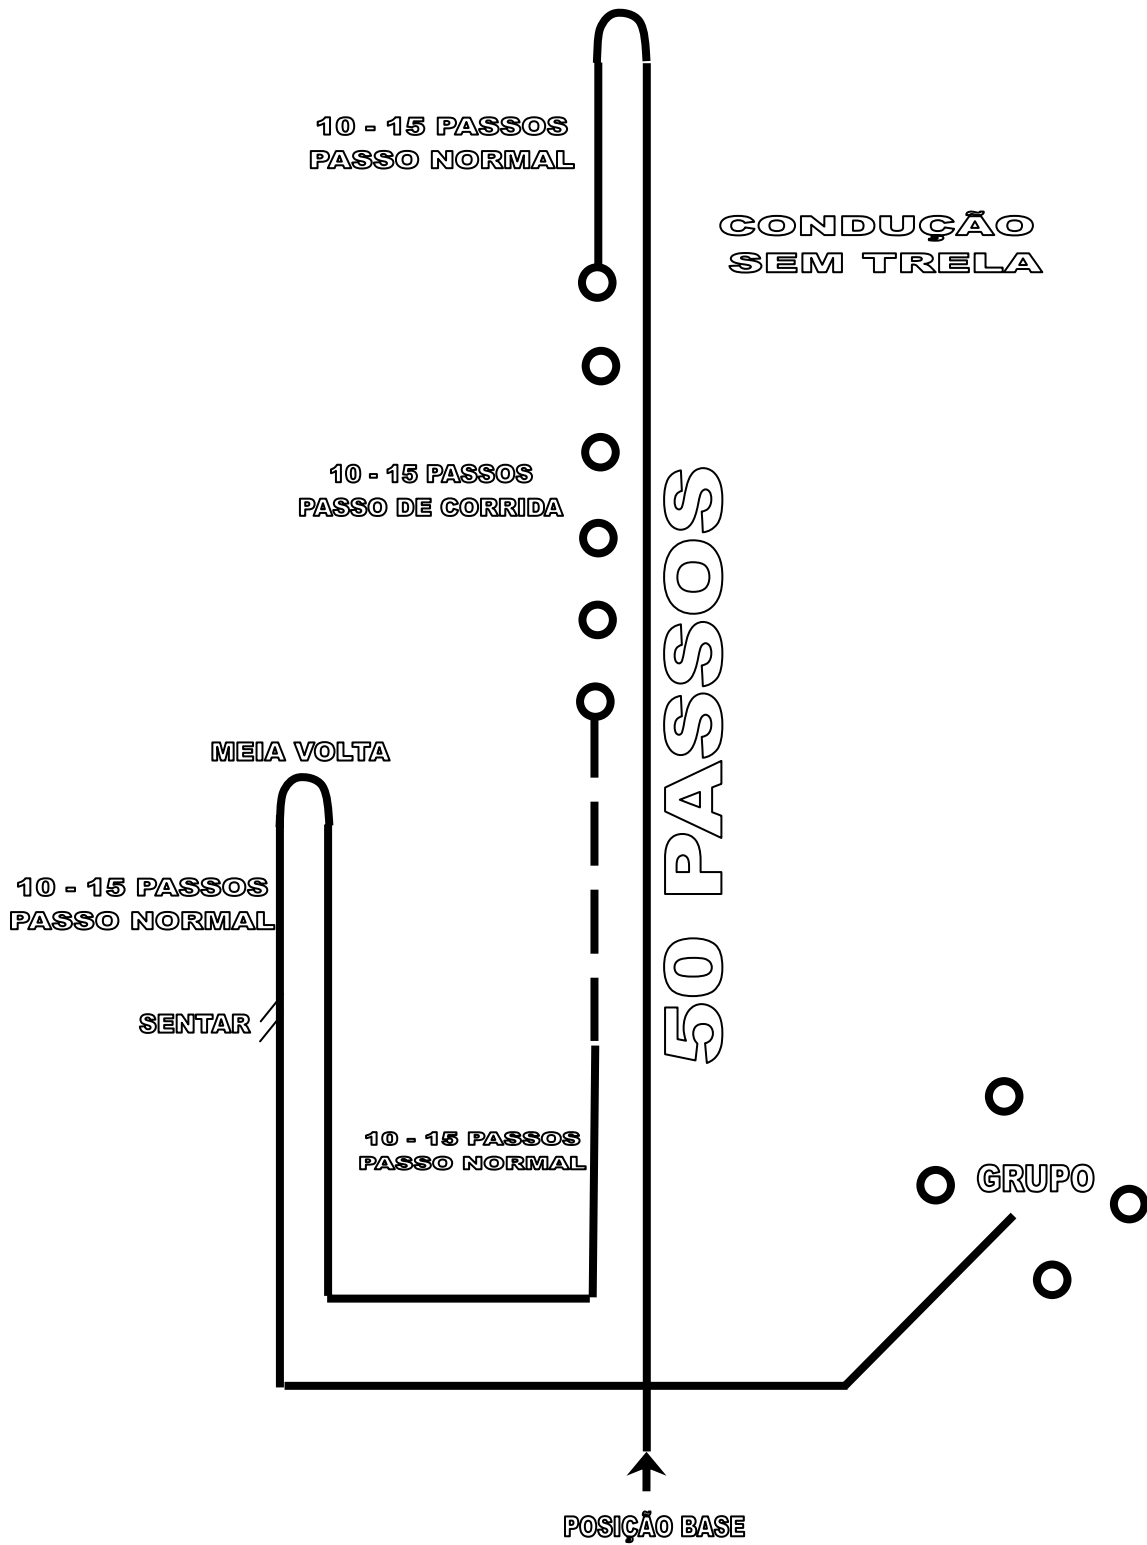 10 - 15 PASSOS
PASSO NORMAL
CONDUÇÃO
SEM TRELA
10 - 15 PASSOS
PASSO DE CORRIDA
50 PASSOS
MEIA VOLTA
10 - 15 PASSOS
PASSO NORMAL
SENTAR
10 - 15 PASSOS
PASSO NORMAL
GRUPO
POSIÇÃO BASE